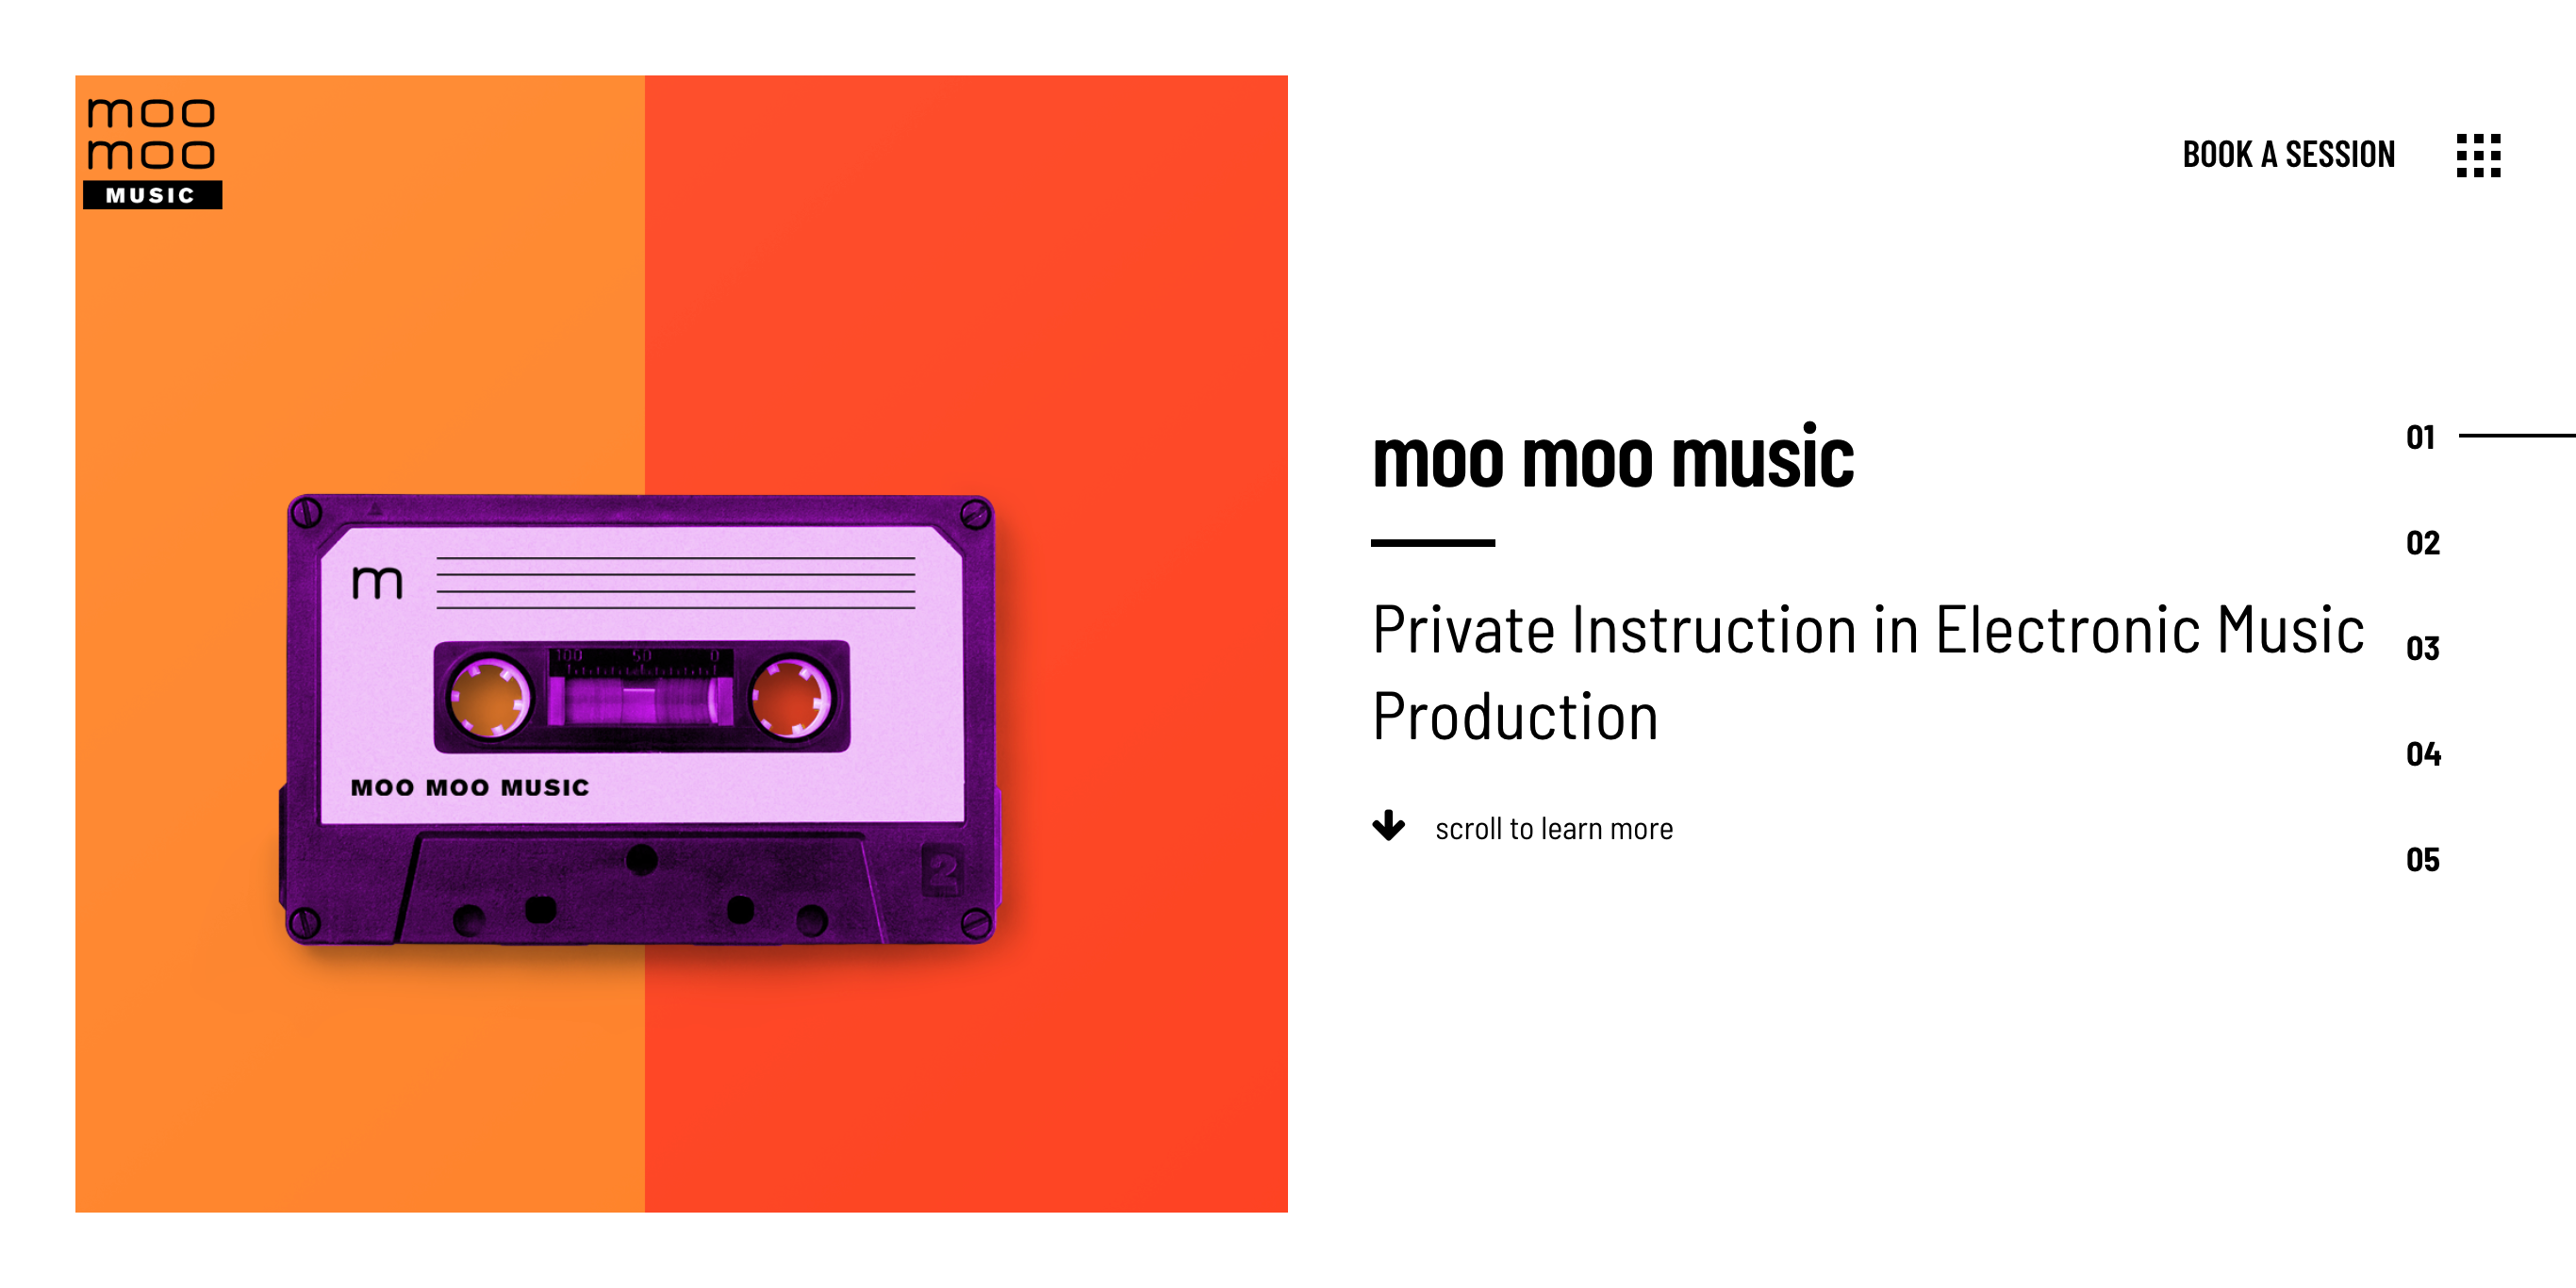 moo
moo
MUSIC
BOOK A SESSION
m
100 50 0
MOO MOO MUSIC
2
moo moo music
Private Instruction in Electronic Music
Production
scroll to learn more
01
02
03
04
05